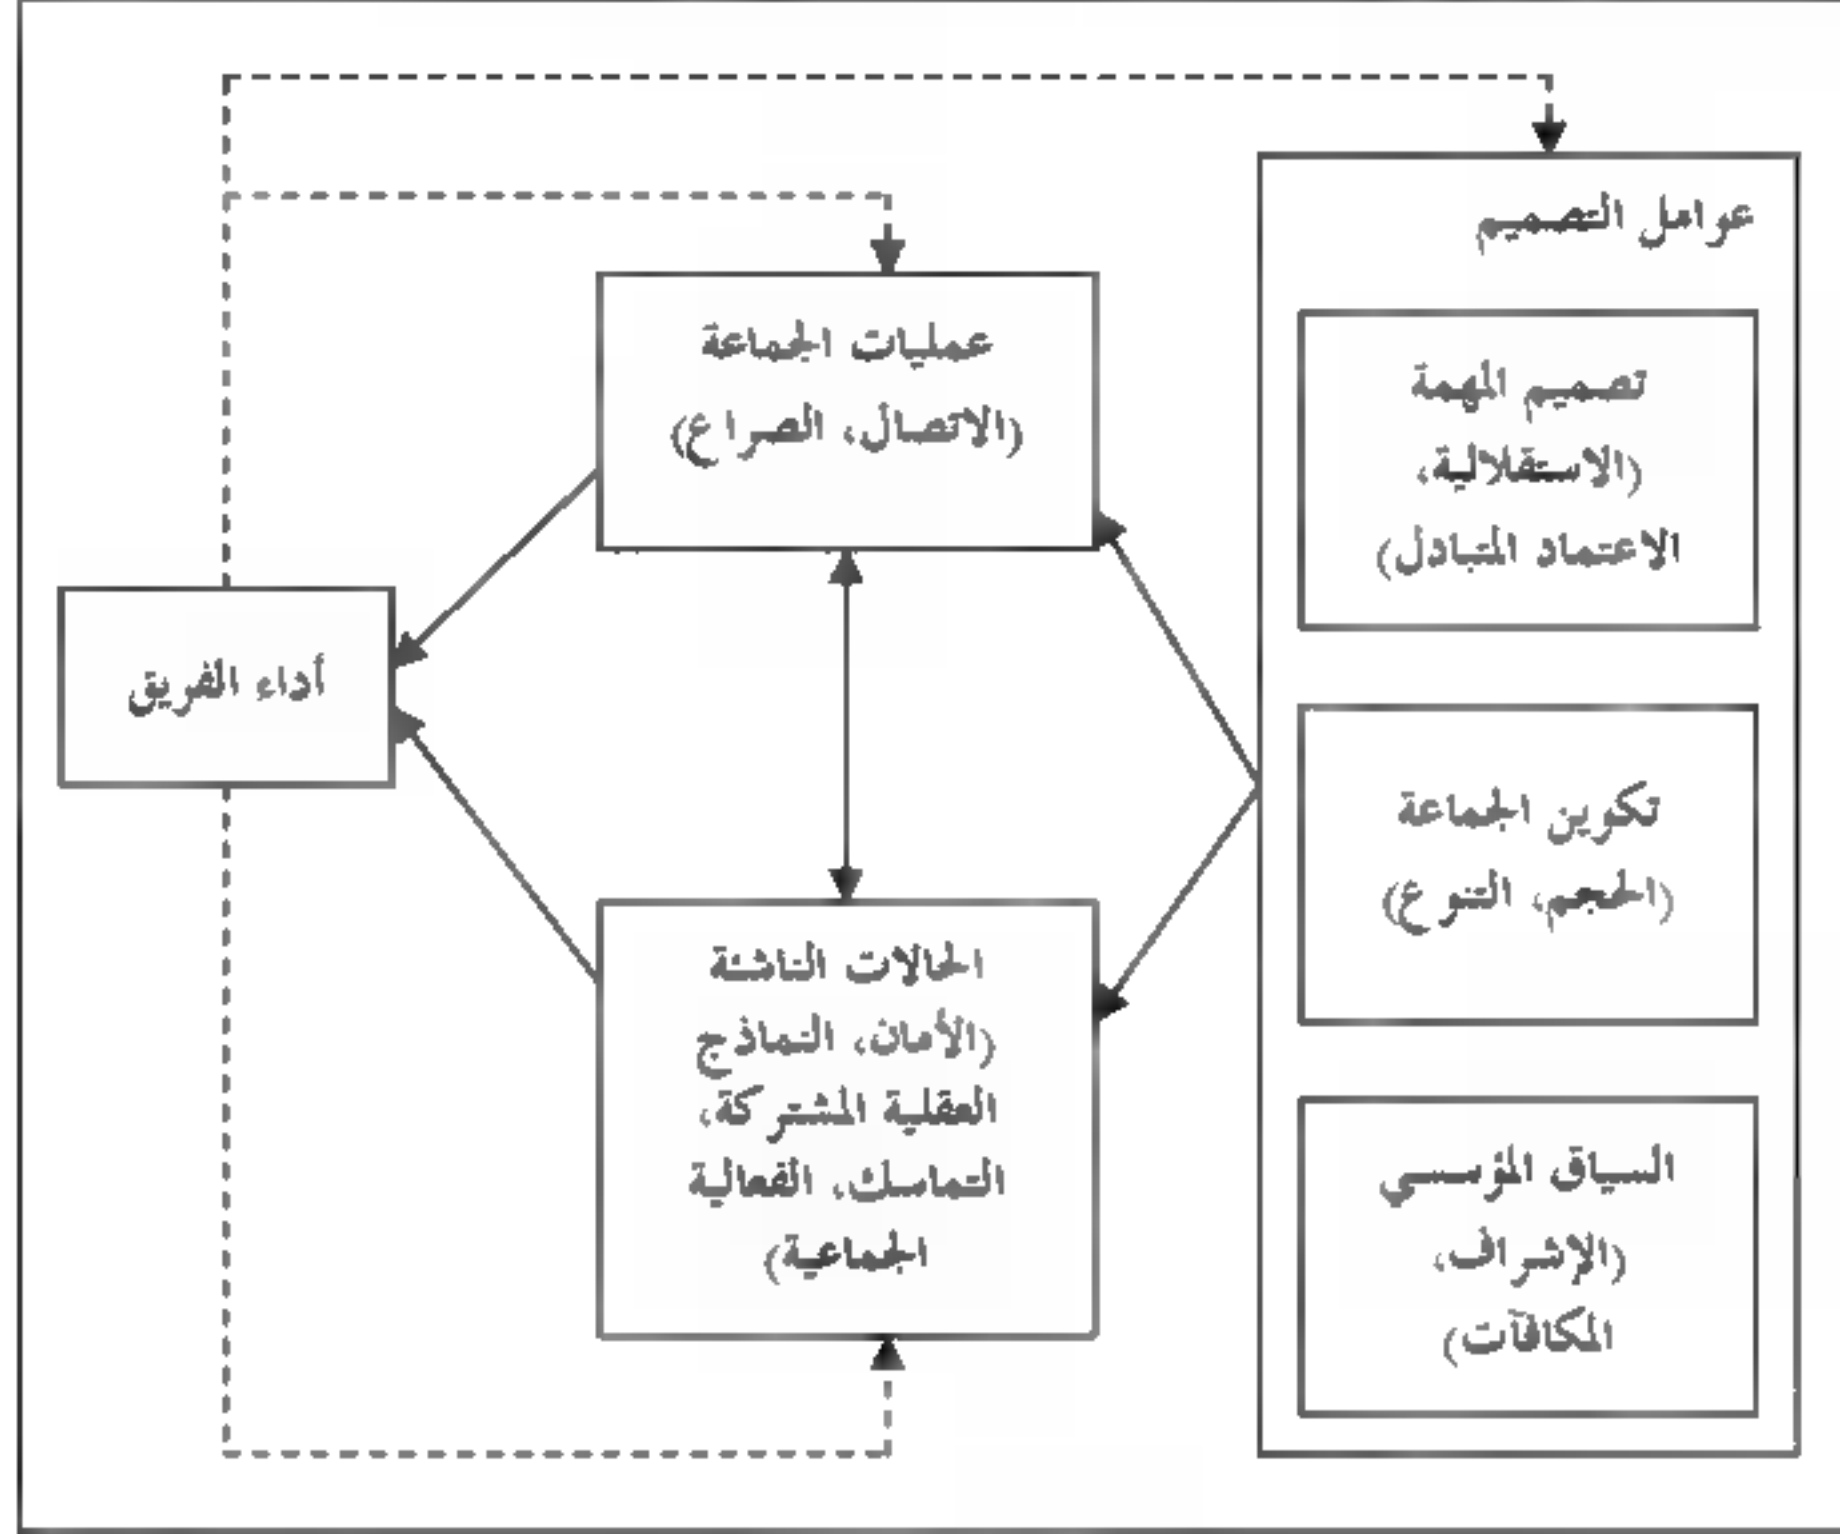 عوامل التصميم
تصميم المهمة
(الاستقلالية،
الاعتماد المتبادل)
تكوين الجماعة
(الحجم، التنوع)
السياق المؤسسي
(الإشراف،
المكافآت)
عمليات الجماعة
(الاتصال، الصراع)
الحالات الناشئة
(الأمان، النماذج
العقلية المشتركة،
التماسك، الفعالية
الجماعية)
أداء الفريق